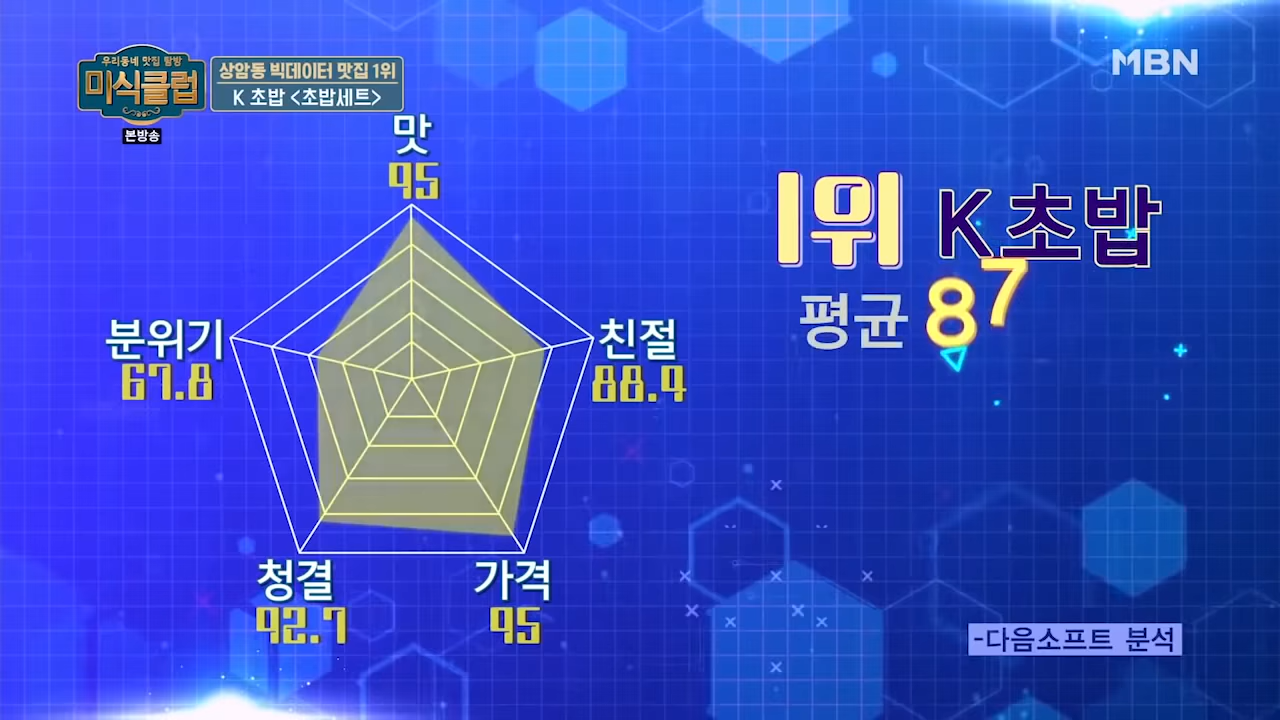 우리동네 맛집 탐방
미식클럽
본방송
상암동 빅데이터 맛집 1위
K 초밥 <초밥세트>
MBN
맛
95
친절
88.4
가격
95
청결
92.7
분위기
67.8
1위 K초밥
평균 87
-다음소프트 분석